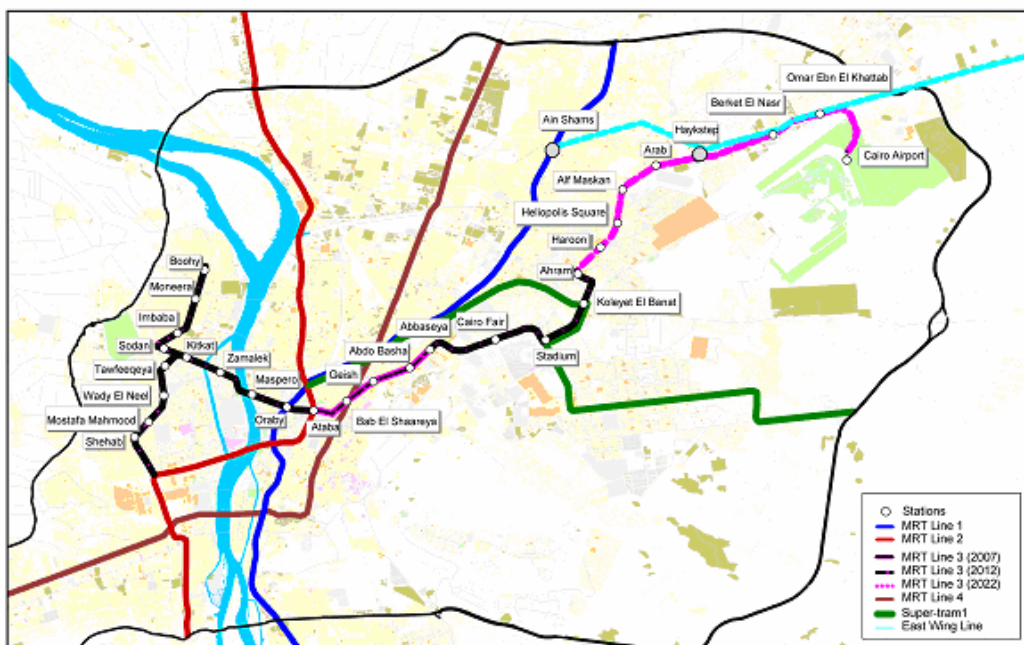 Omar Ebn El Khattab
Berket El Nasr
Ain Shams
Haykstep
Arab
Cairo Airport
Alf Maskan
Heliopolis Square
Haroon
Boohy
Ahram
Moneera
Koleyet El Banat
Imbaba
Cairo Fair
Abbaseya
Sodan
Kitkat
Abdo Basha
Stadium
Zamalek
Tawfeeqeya
Geish
Maspero
Wady El Neel
Mostafa Mahmood
Oraby
Ataba
Bab El Shaareya
Shehab
Stations
MRT Line 1
MRT Line 2
MRT Line 3 (2007)
MRT Line 3 (2012)
MRT Line 3 (2022)
MRT Line 4
Super-tram1
East Wing Line